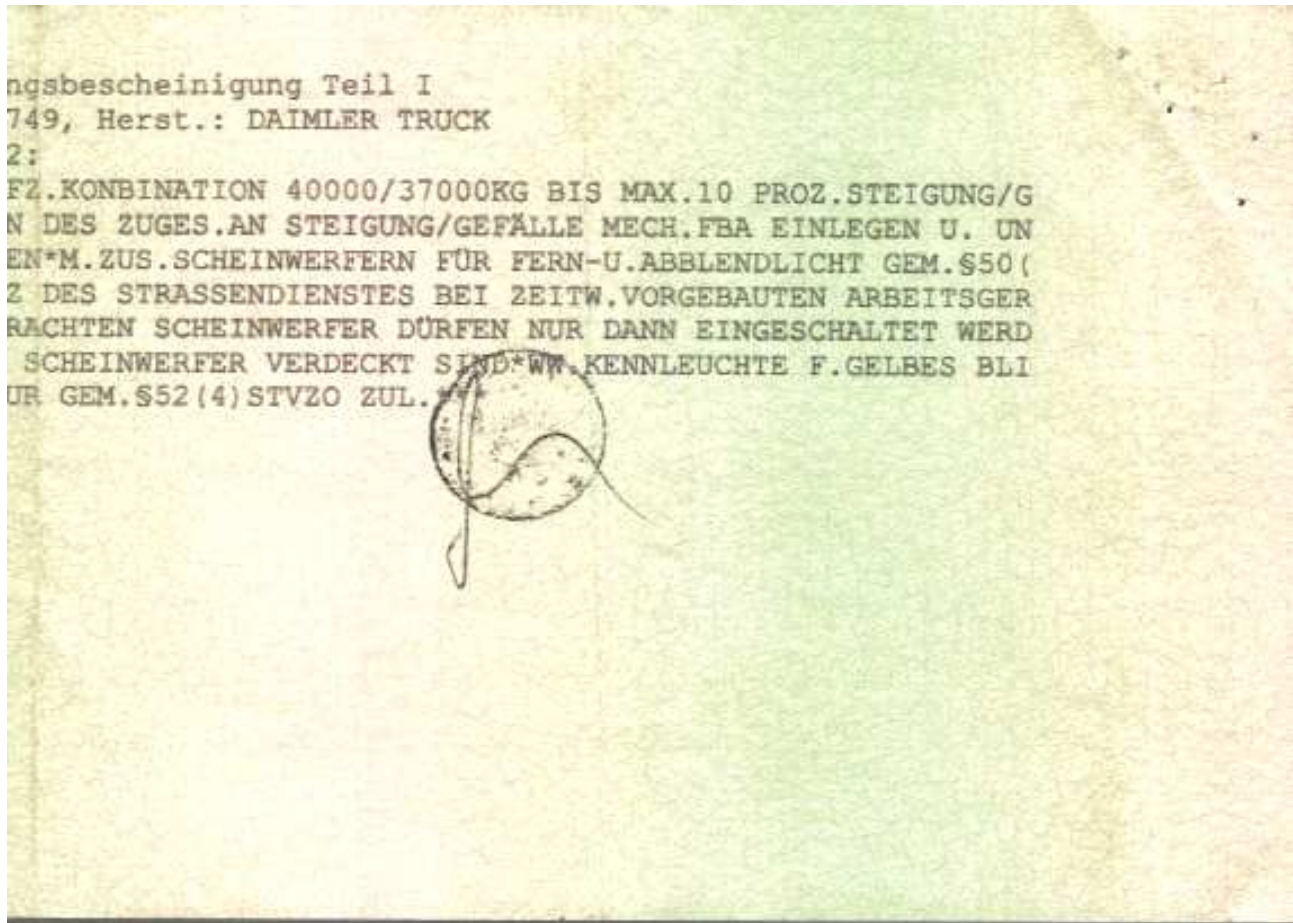 ngsbescheinigung Teil I
749, Herst.: DAIMLER TRUCK
2:
FZ.KONBINATION 40000/37000KG BIS MAX.10 PROZ.STEIGUNG/G
N DES ZUGES.AN STEIGUNG/GEFÄLLE MECH.FBA EINLEGEN U. UN
EN*M.ZUS.SCHEINWERFERN FÜR FERN-U.ABBLENDLICHT GEM.§50(
Z DES STRASSENDIENSTES BEI ZEITW.VORGEBAUTEN ARBEITSGER
RACHTEN SCHEINWERFER DÜRFEN NUR DANN EINGESCHALTET WERD
SCHEINWERFER VERDECKT SIND*WW.KENNLEUCHTE F.GELBES BLI
UR GEM.§52(4)STVZO ZUL.***